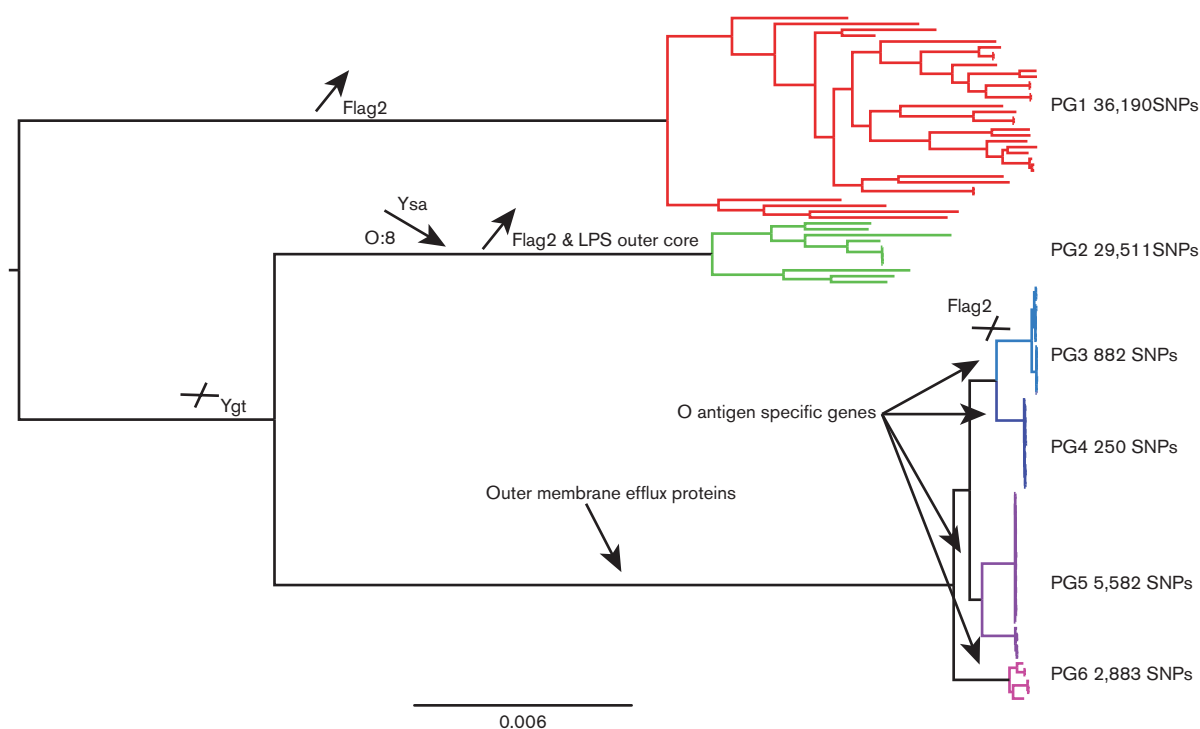 Flag2
PG1 36,190SNPs
Ysa
O:8
Flag2 & LPS outer core
PG2 29,511SNPs
Flag2
PG3 882 SNPs
Ygt
O antigen specific genes
PG4 250 SNPs
Outer membrane efflux proteins
PG5 5,582 SNPs
PG6 2,883 SNPs
0.006